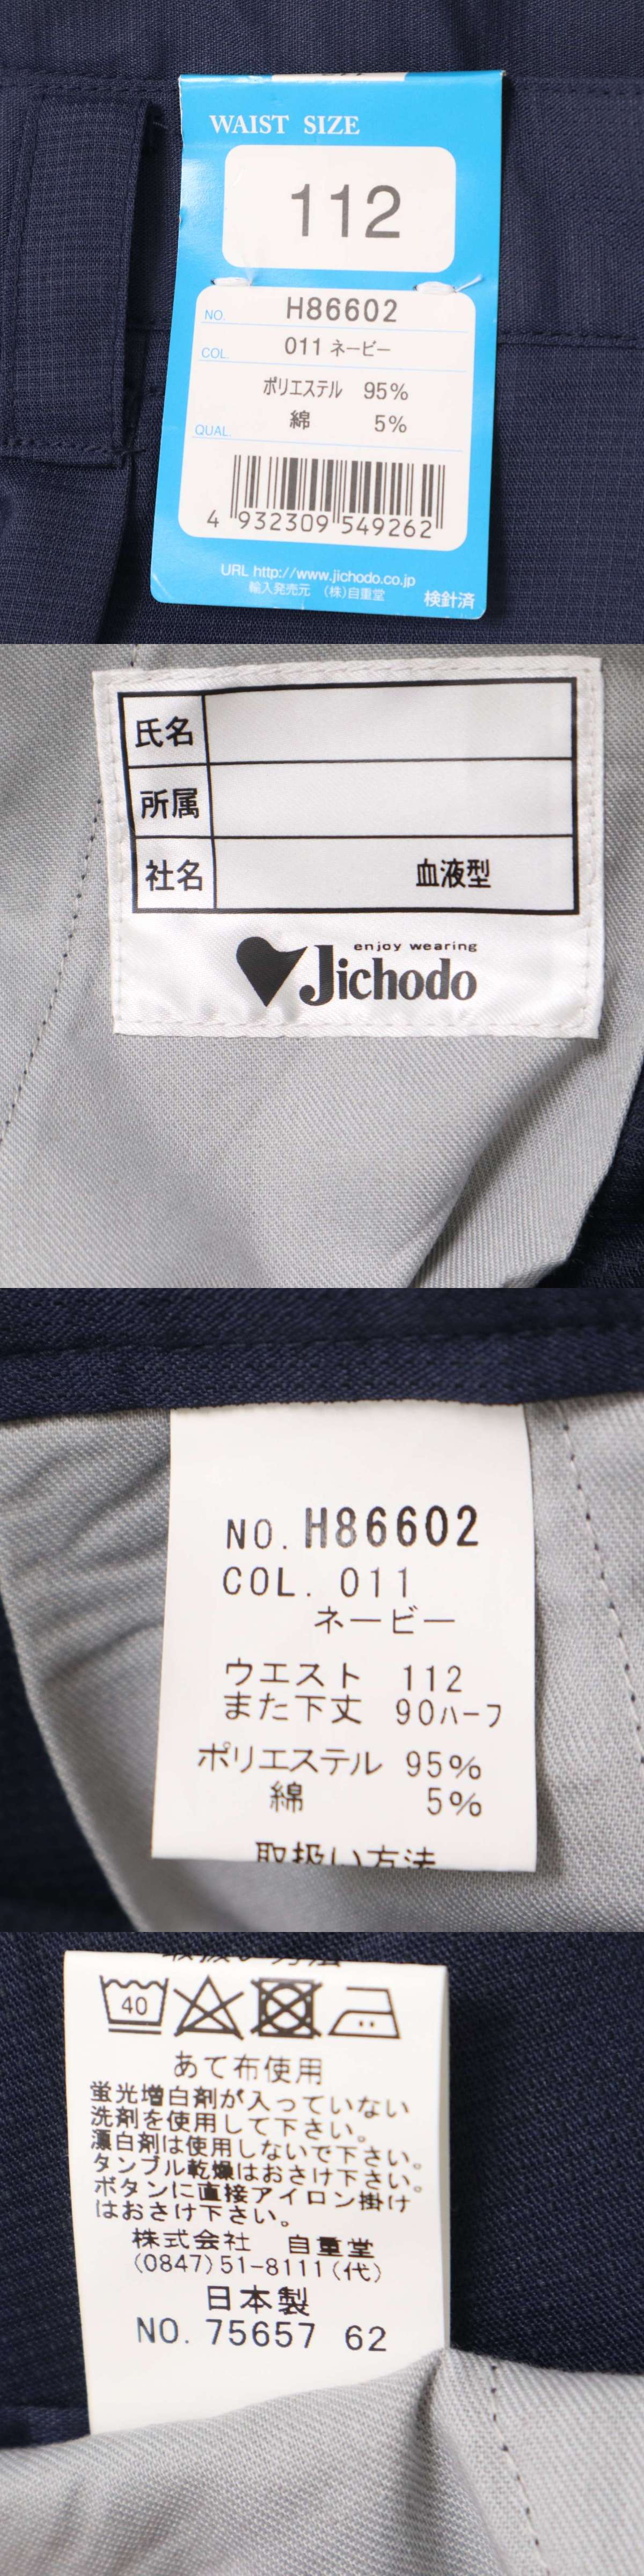 WAIST SIZE
112
NO. H86602
COL. 011 ネービー
ポリエステル 95%
綿 5%
QUAL.
4 932309 549262
URL http://www.jichodo.co.jp
輸入発売元 (株)自重堂 検針済
氏名
所属
社名 血液型
enjoy wearing
Jichodo
NO. H86602
COL. 011
ネービー
ウエスト 112
また下丈 90ハーフ
ポリエステル 95%
綿 5%
取扱い方法
40
あて布使用
蛍光増白剤が入っていない
洗剤を使用して下さい。
漂白剤は使用しないで下さい。
タンブル乾燥はおさけ下さい。
ボタンに直接アイロン掛け
はおさけ下さい。
株式会社 自重堂
(0847)51-8111(代)
日本製
NO. 75657 62